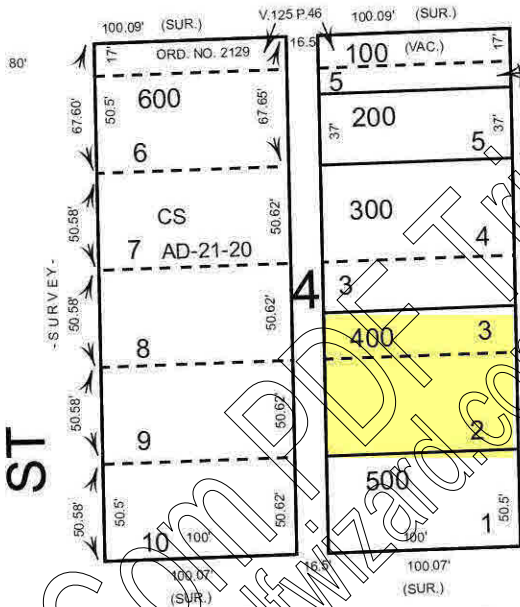 100.09' (SUR.) V.125 P.46 100.09' (SUR.)
80' 17' ORD. NO. 2129 16.5' 100 (VAC.) 17'
5
67.60' 50.5' 600 67.65' 37' 200 37'
6 5
50.58' CS 300
7 AD-21-20 50.62' 4
-SURVEY- 4 3
50.58' 50.62' 400 3
8
ST 50.58' 50.62' 2
9
500
50.58' 50.5' 50.62' 50.5'
10 100' 100' 1
100.07' 16.5' 100.07'
(SUR.) (SUR.)